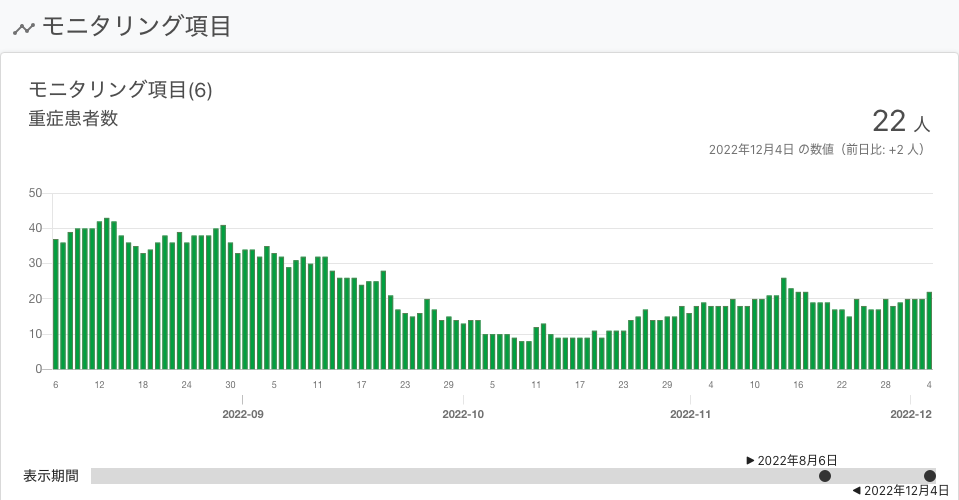 モニタリング項目
モニタリング項目(6)
重症患者数
22 人
2022年12月4日 の数値（前日比: +2 人）
50
40
30
20
10
0
6 12 18 24 30 5 11 17 23 29 5 11 17 23 29 4 10 16 22 28 4
2022-09 2022-10 2022-11 2022-12
▶ 2022年8月6日
表示期間
◀ 2022年12月4日